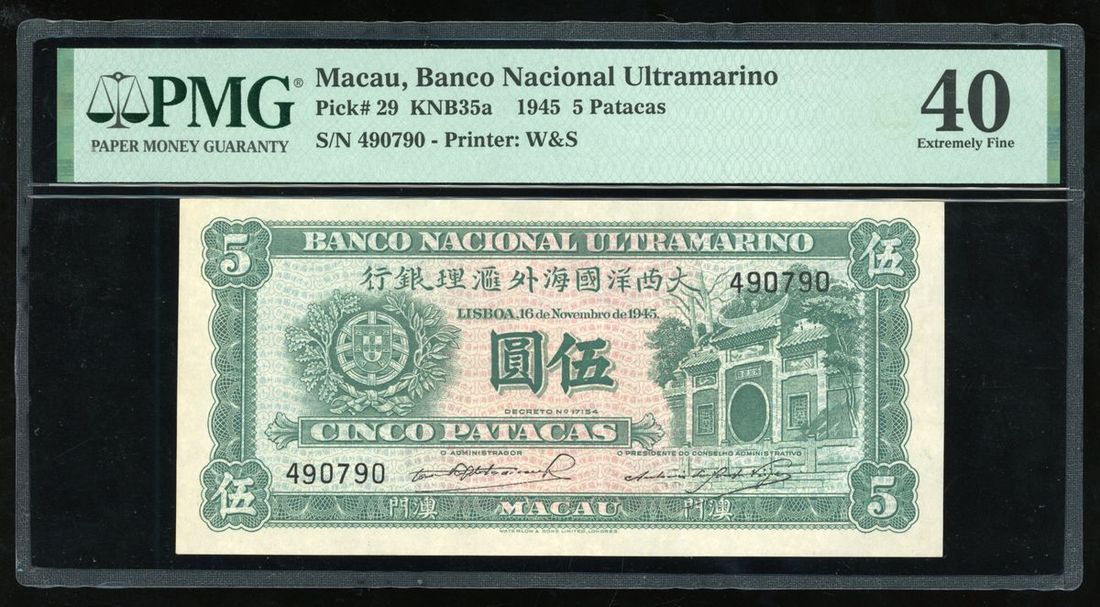 PMG®
PAPER MONEY GUARANTY
Macau, Banco Nacional Ultramarino
Pick# 29 KNB35a 1945 5 Patacas
S/N 490790 - Printer: W&S
40
Extremely Fine
5
BANCO NACIONAL ULTRAMARINO
伍
行銀理滙外海國洋西大
490790
LISBOA, 16 de Novembro de 1945.
圓伍
DECRETO Nº 17154
CINCO PATACAS
O ADMINISTRADOR
O PRESIDENTE DO CONSELHO ADMINISTRATIVO
490790
伍
門澳
MACAU
門澳
5
WATERLOW & SONS LIMITED, LONDRES.